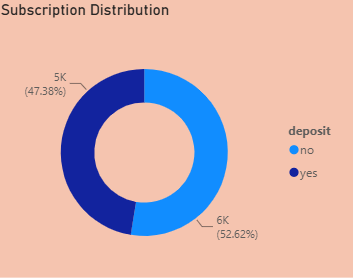 Subscription Distribution
5K
(47.38%)
deposit
no
yes
6K
(52.62%)